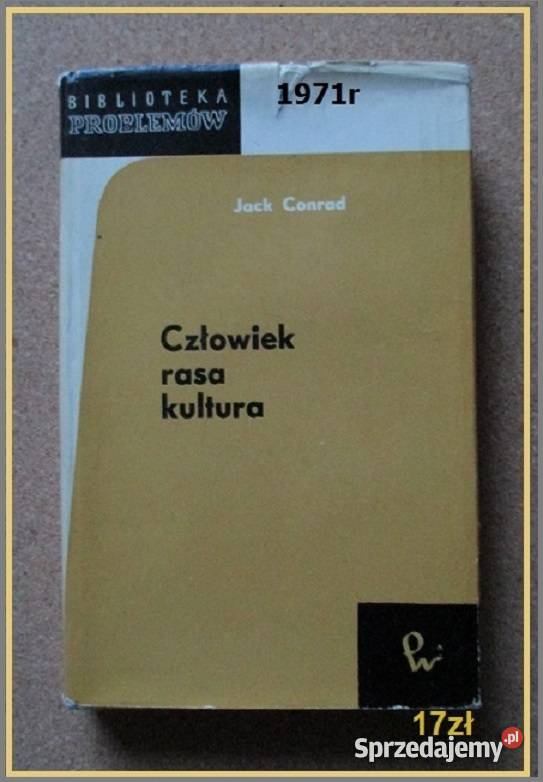 BIBLIOTEKA
PROBLEMÓW
1971r
Jack Conrad
Człowiek
rasa
kultura
17zł
Sprzedajemy.pl